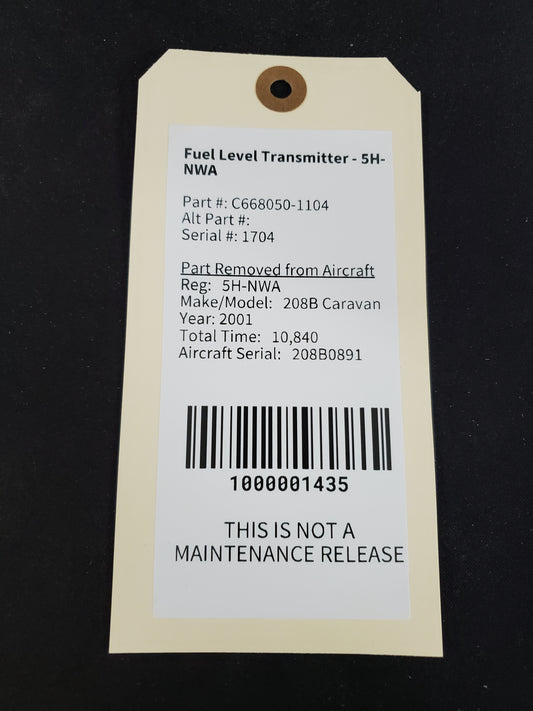 Fuel Level Transmitter - 5H-
NWA
Part #: C668050-1104
Alt Part #:
Serial #: 1704
Part Removed from Aircraft
Reg: 5H-NWA
Make/Model: 208B Caravan
Year: 2001
Total Time: 10,840
Aircraft Serial: 208B0891
1000001435
THIS IS NOT A
MAINTENANCE RELEASE